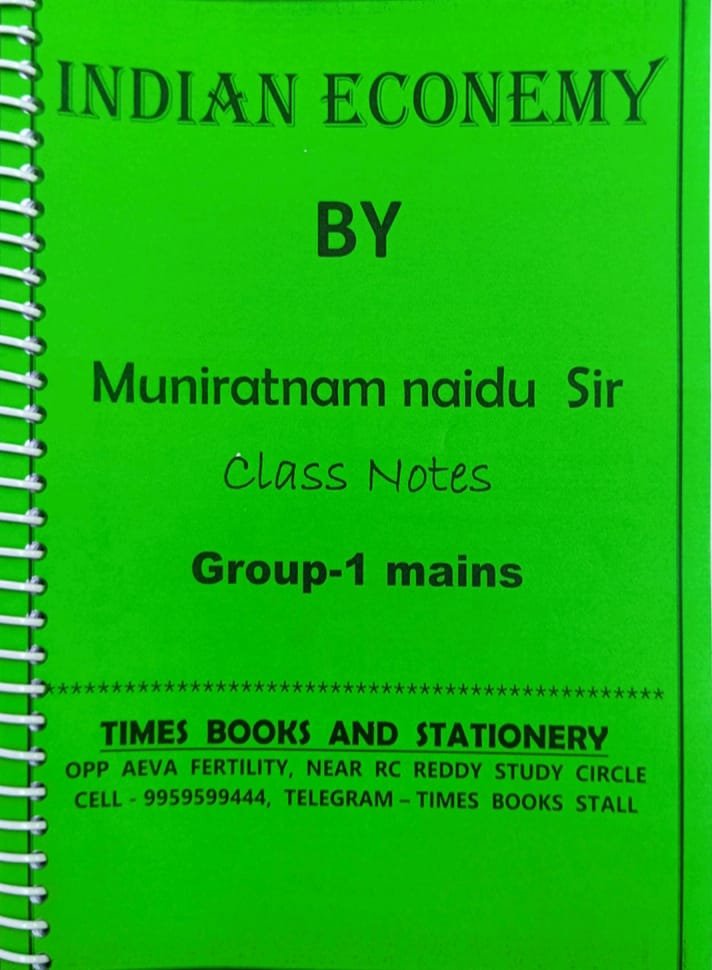 INDIAN ECONEMY
BY
Muniratnam naidu Sir
Class Notes
Group-1 mains
************************************************
TIMES BOOKS AND STATIONERY
OPP AEVA FERTILITY, NEAR RC REDDY STUDY CIRCLE
CELL - 9959599444, TELEGRAM – TIMES BOOKS STALL